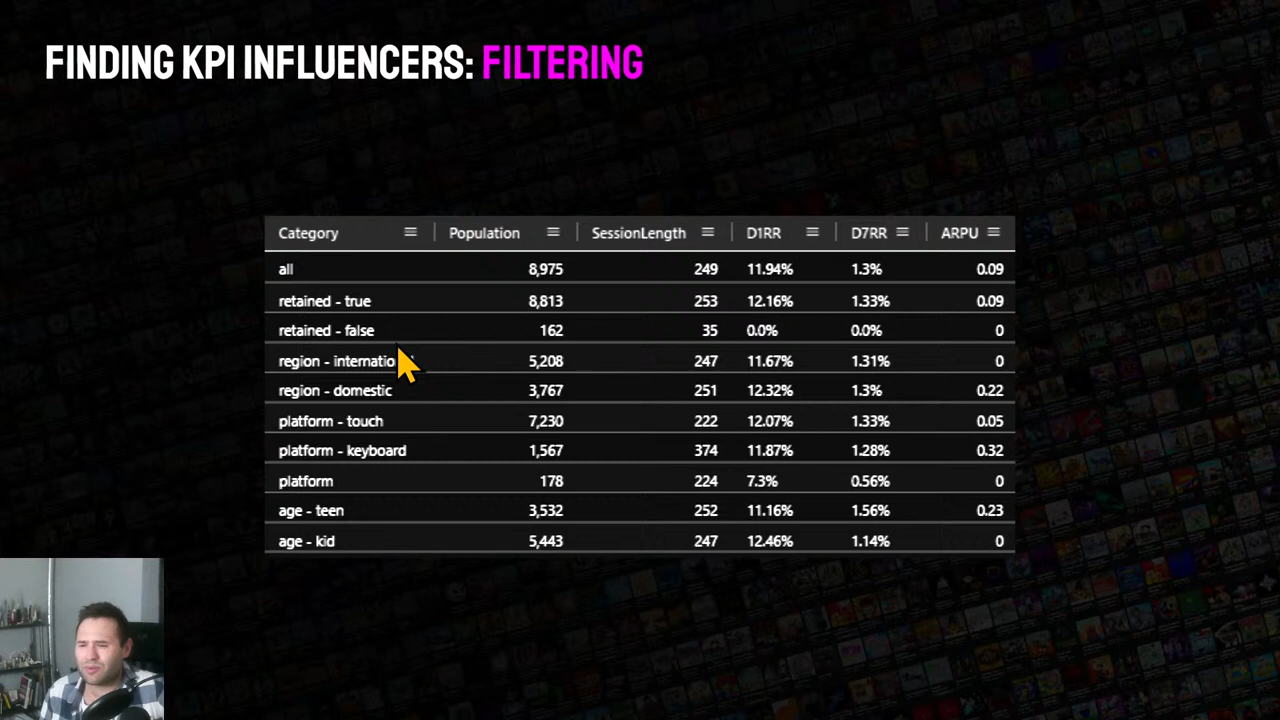 FINDING KPI INFLUENCERS: FILTERING
Category Population SessionLength D1RR D7RR ARPU
all 8,975 249 11.94% 1.3% 0.09
retained - true 8,813 253 12.16% 1.33% 0.09
retained - false 162 35 0.0% 0.0% 0
region - internatio 5,208 247 11.67% 1.31% 0
region - domestic 3,767 251 12.32% 1.3% 0.22
platform - touch 7,230 222 12.07% 1.33% 0.05
platform - keyboard 1,567 374 11.87% 1.28% 0.32
platform 178 224 7.3% 0.56% 0
age - teen 3,532 252 11.16% 1.56% 0.23
age - kid 5,443 247 12.46% 1.14% 0